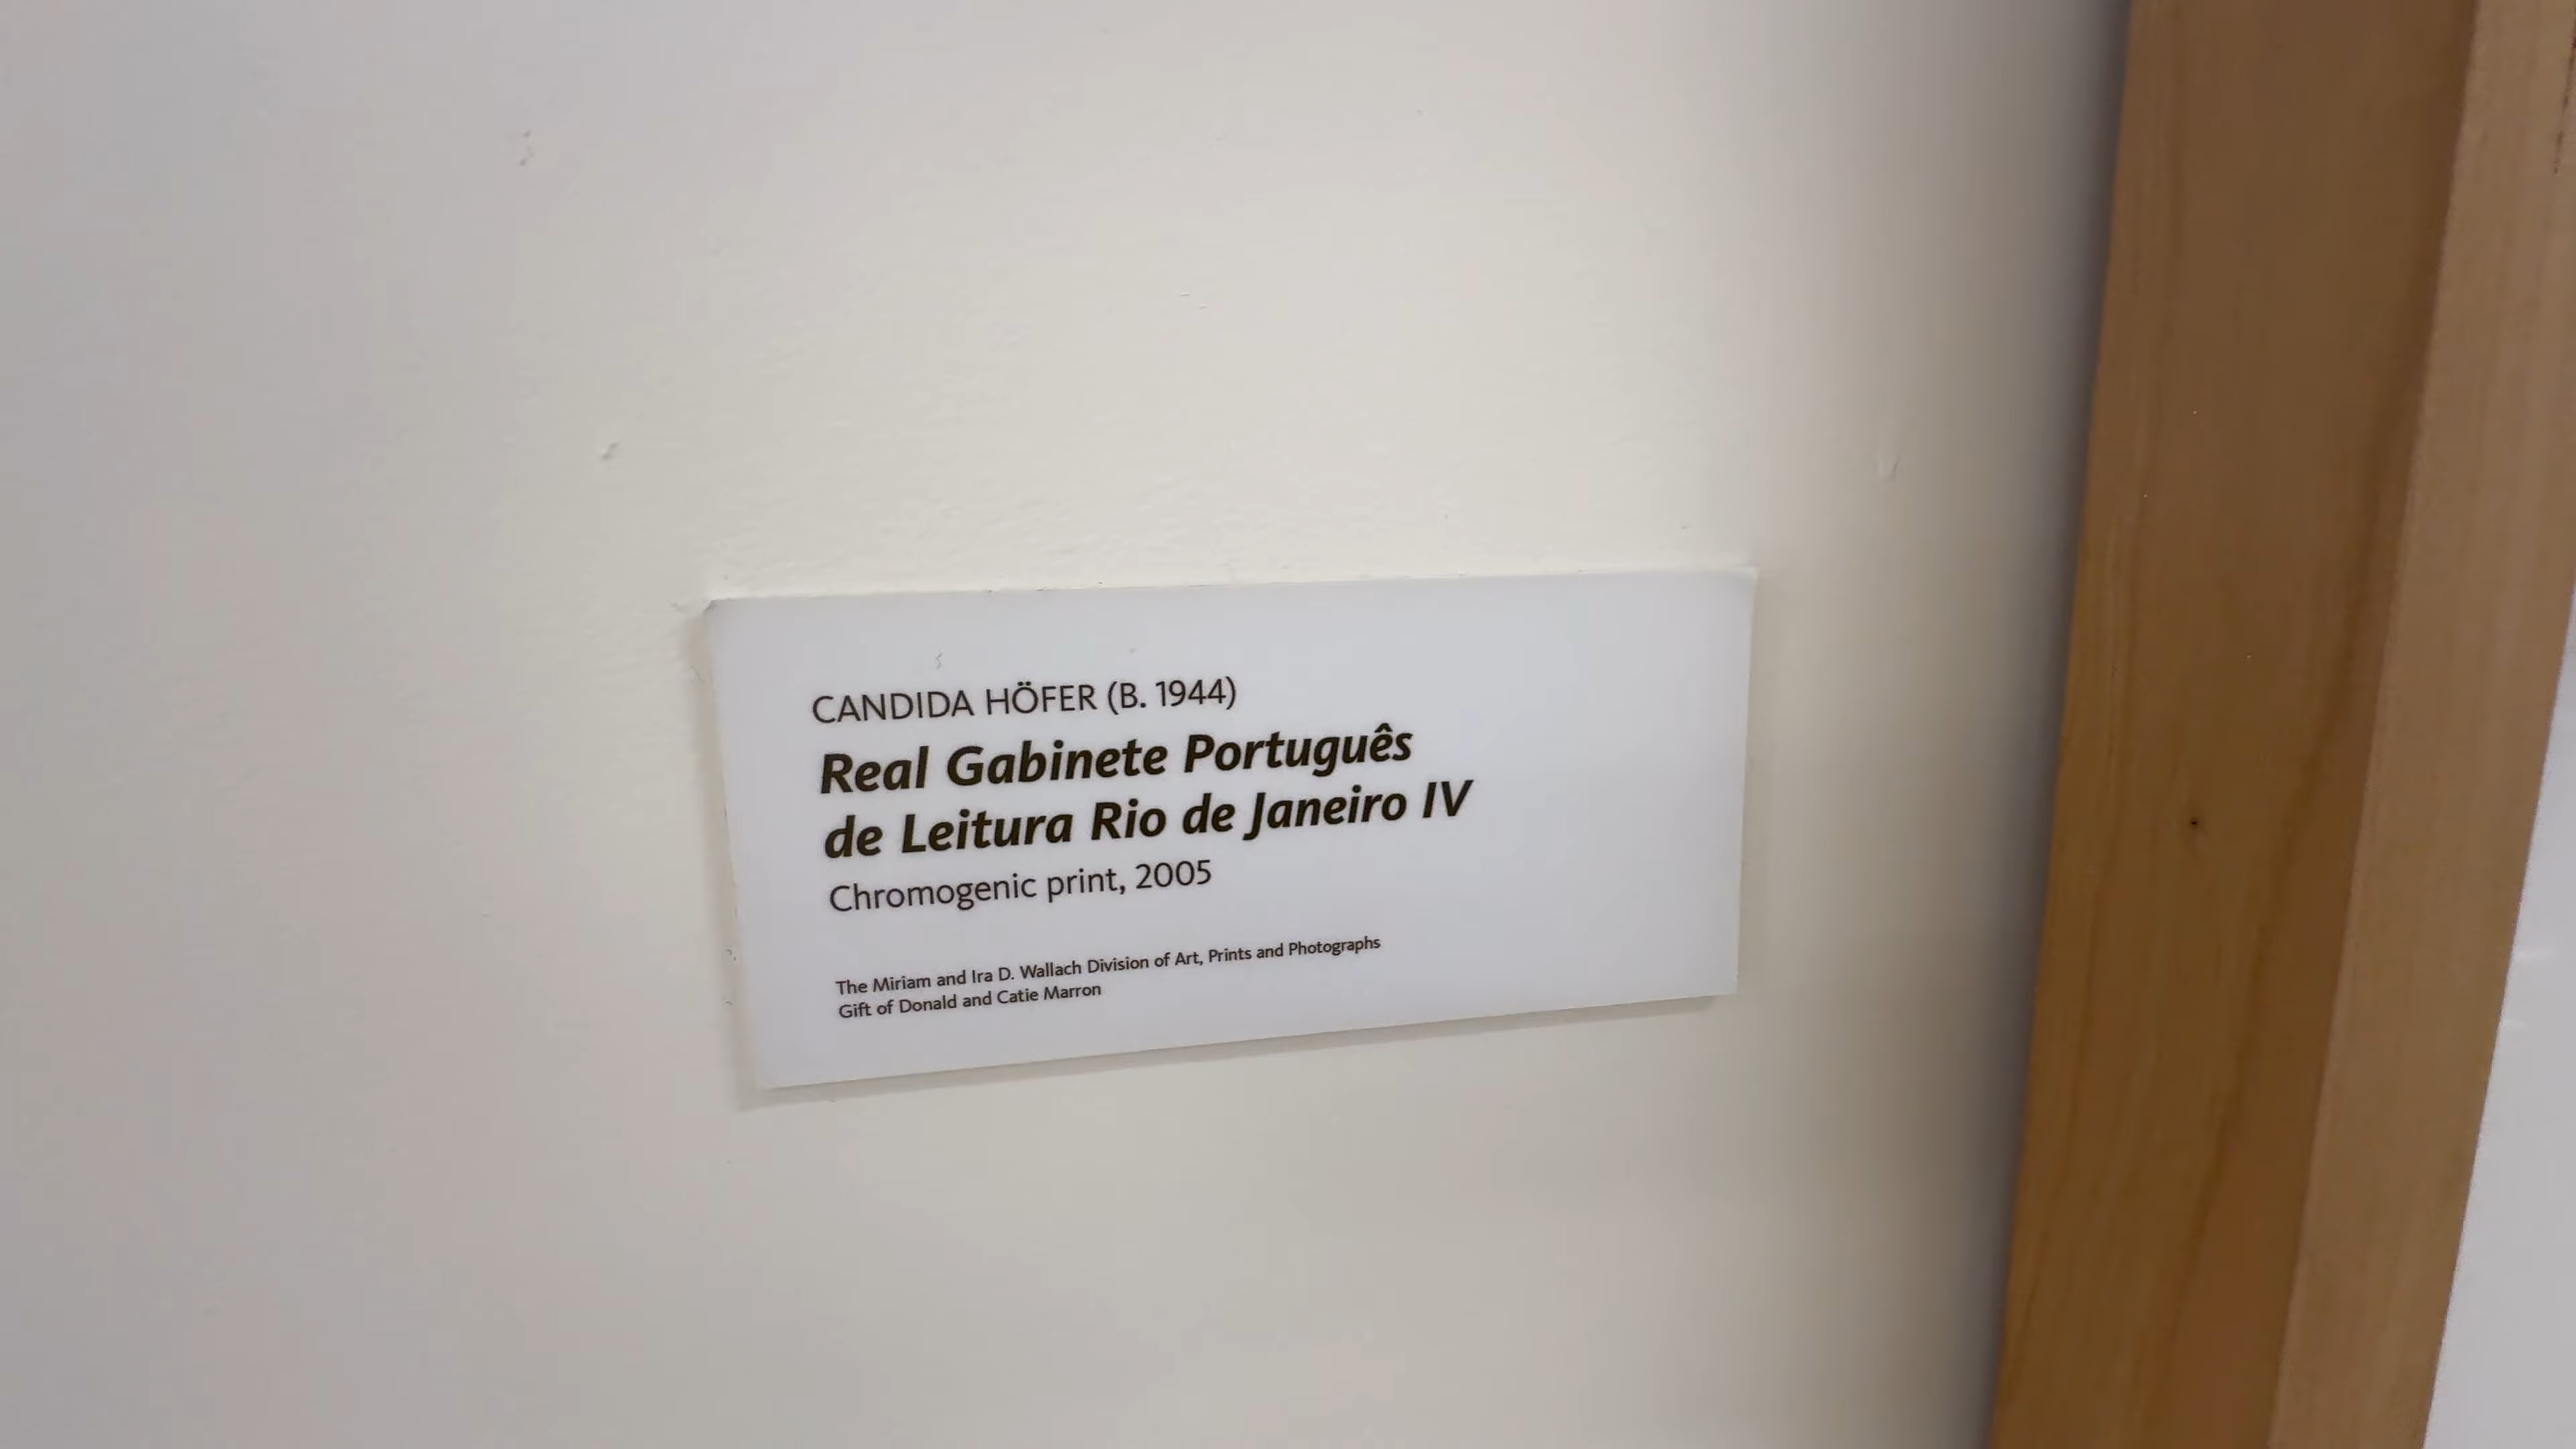 CANDIDA HÖFER (B. 1944)
Real Gabinete Português
de Leitura Rio de Janeiro IV
Chromogenic print, 2005
The Miriam and Ira D. Wallach Division of Art, Prints and Photographs
Gift of Donald and Catie Marron